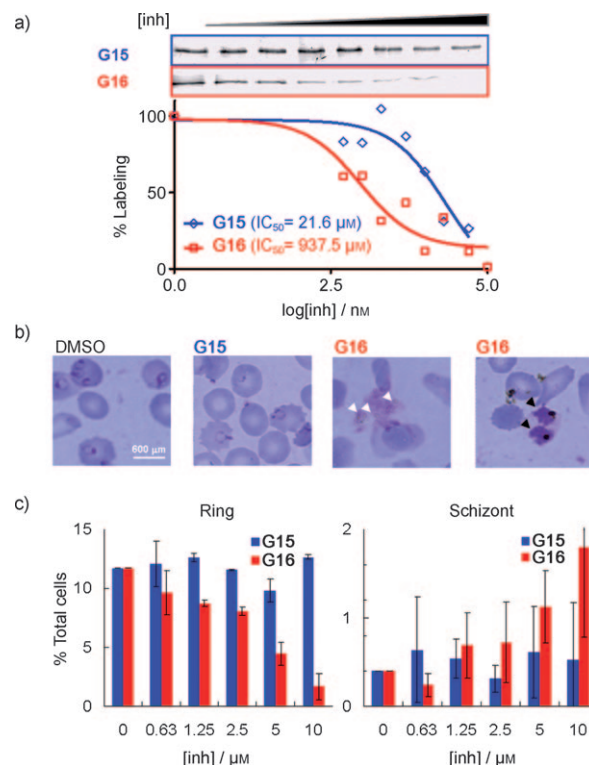 a)
[inh]
G15
G16
% Labeling
100
50
0
G15 (IC50= 21.6 µM)
G16 (IC50= 937.5 µM)
0.0 2.5 5.0
log[inh] / nM
b)
DMSO G15 G16 G16
600 µm
c)
Ring Schizont
% Total cells
15
10
5
0
G15
G16
2
1
0
G15
G16
0 0.63 1.25 2.5 5 10
0 0.63 1.25 2.5 5 10
[inh] / µM [inh] / µM